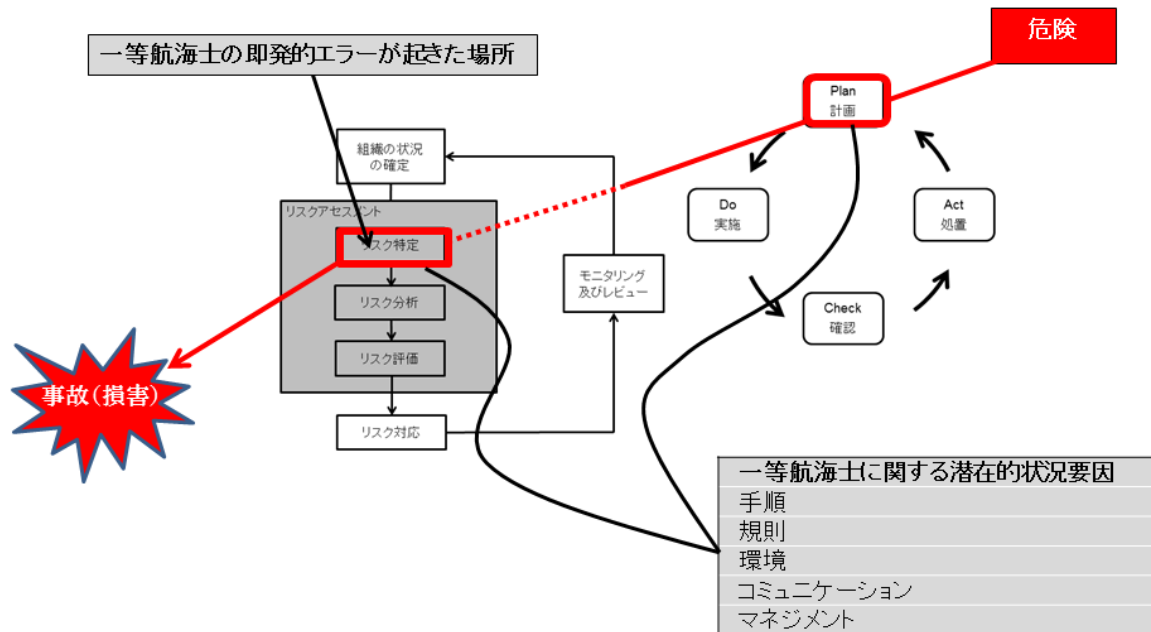 危険
一等航海士の即発的エラーが起きた場所
Plan
計画
組織の状況
の確定
リスクアセスメント
リスク特定
リスク分析
リスク評価
リスク対応
モニタリング
及びレビュー
Do
実施
Act
処置
Check
確認
事故(損害)
一等航海士に関する潜在的状況要因
手順
規則
環境
コミュニケーション
マネジメント